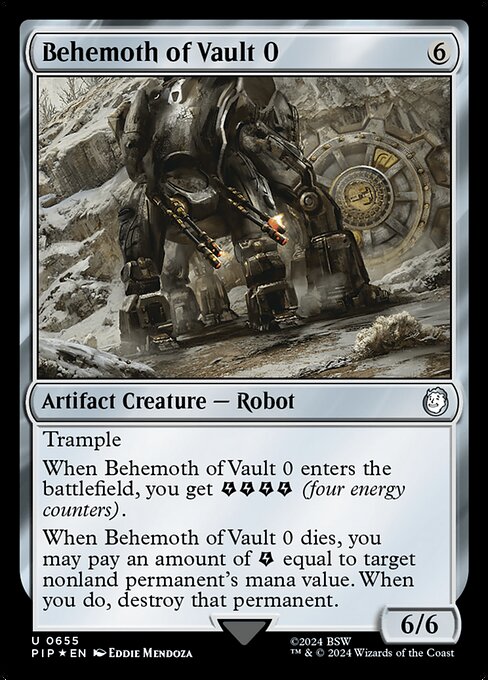 Behemoth of Vault 0 6
Artifact Creature — Robot
Trample
When Behemoth of Vault 0 enters the
battlefield, you get (four energy
counters).
When Behemoth of Vault 0 dies, you
may pay an amount of equal to target
nonland permanent's mana value. When
you do, destroy that permanent.
6/6
U 0655
PIP ★ EN Eddie Mendoza
©2024 BSW
™ & © 2024 Wizards of the Coast